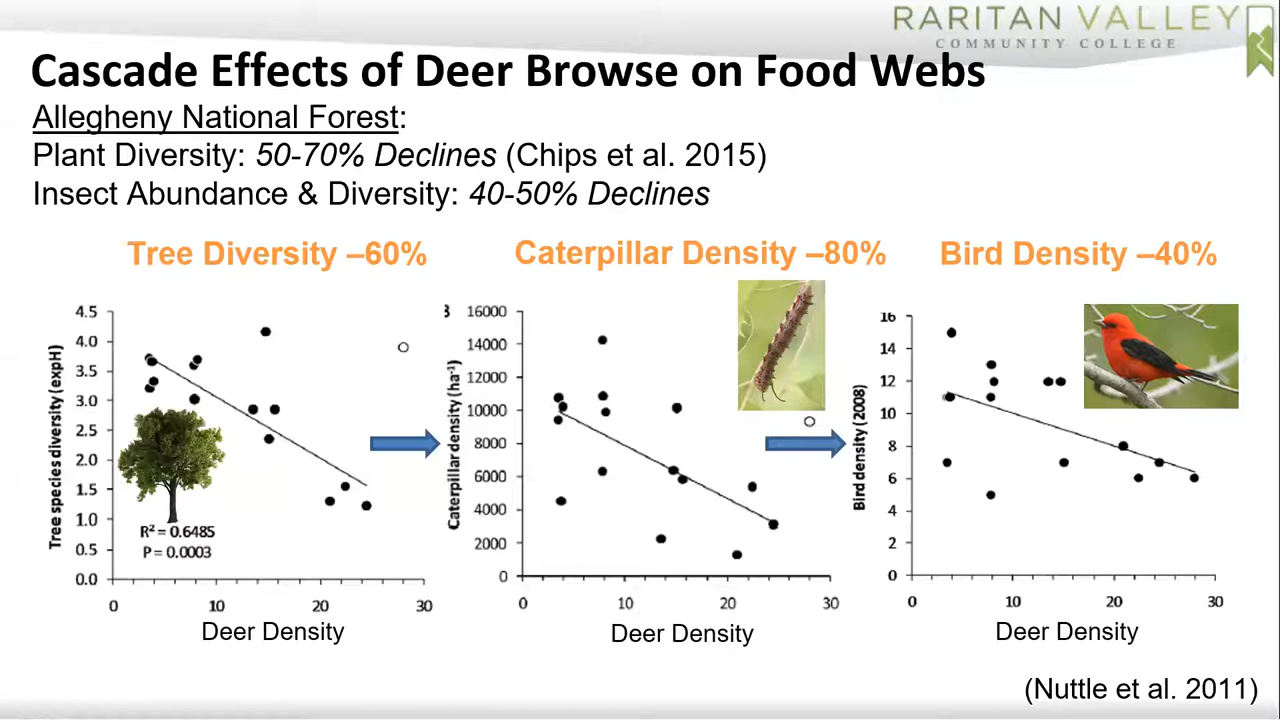 RARITAN VALLEY
COMMUNITY COLLEGE
Cascade Effects of Deer Browse on Food Webs
Allegheny National Forest:
Plant Diversity: 50-70% Declines (Chips et al. 2015)
Insect Abundance & Diversity: 40-50% Declines
Tree Diversity –60%
Caterpillar Density –80%
Bird Density –40%
Tree species diversity (expH)
4.5
4.0
3.5
3.0
2.5
2.0
1.5
1.0
0.5
0.0
R² = 0.6485
P = 0.0003
0 10 20 30
Deer Density
Caterpillar density (ha⁻¹)
16000
14000
12000
10000
8000
6000
4000
2000
0
0 10 20 30
Deer Density
Bird density (2008)
16
14
12
10
8
6
4
2
0
0 10 20 30
Deer Density
(Nuttle et al. 2011)